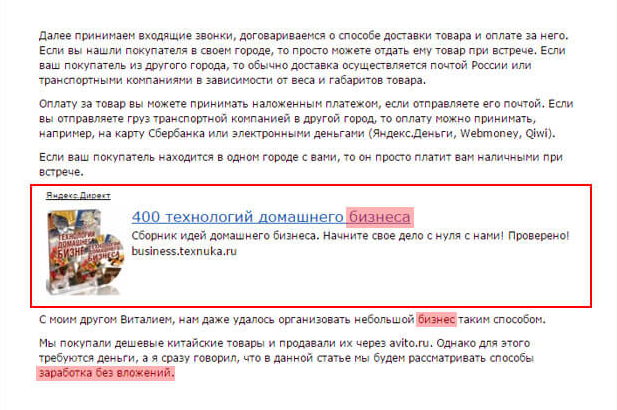 Далее принимаем входящие звонки, договариваемся о способе доставки товара и оплате за него.
Если вы нашли покупателя в своем городе, то просто можете отдать ему товар при встрече. Если
ваш покупатель из другого города, то обычно доставка осуществляется почтой России или
транспортными компаниями в зависимости от веса и габаритов товара.
Оплату за товар вы можете принимать наложенным платежом, если отправляете его почтой. Если
вы отправляете груз транспортной компанией в другой город, то оплату можно принимать,
например, на карту Сбербанка или электронными деньгами (Яндекс.Деньги, Webmoney, Qiwi).
Если ваш покупатель находится в одном городе с вами, то он просто платит вам наличными при
встрече.
Яндекс.Директ
ТЕХНОЛОГИИ
ДОМАШНЕГО
БИЗНЕСА
400 технологий домашнего бизнеса
Сборник идей домашнего бизнеса. Начните свое дело с нуля с нами! Проверено!
business.texnuka.ru
С моим другом Виталием, нам даже удалось организовать небольшой бизнес таким способом.
Мы покупали дешевые китайские товары и продавали их через avito.ru. Однако для этого
требуются деньги, а я сразу говорил, что в данной статье мы будем рассматривать способы
заработка без вложений.